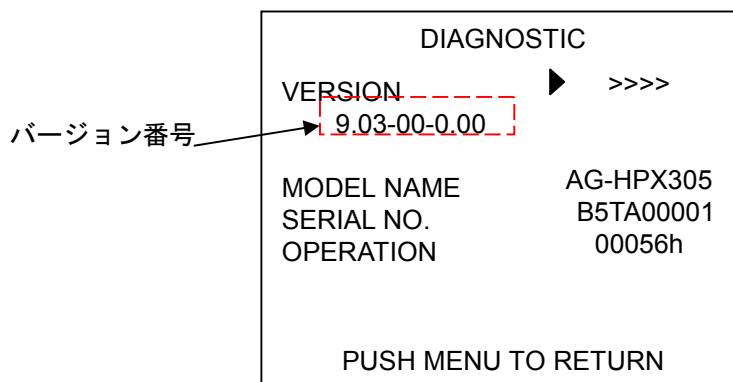 DIAGNOSTIC
VERSION ▶ >>>>
バージョン番号 9.03-00-0.00
MODEL NAME AG-HPX305
SERIAL NO. B5TA00001
OPERATION 00056h
PUSH MENU TO RETURN